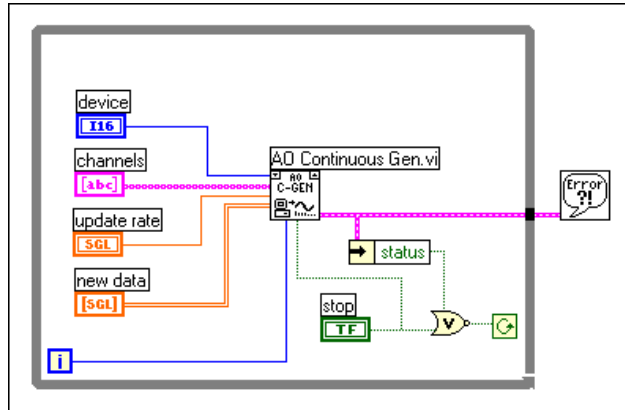 device
I16
channels
[abc]
update rate
SGL
new data
[SGL]
AO Continuous Gen.vi
AO
C-GEN
Error
?!
status
stop
TF
V
i